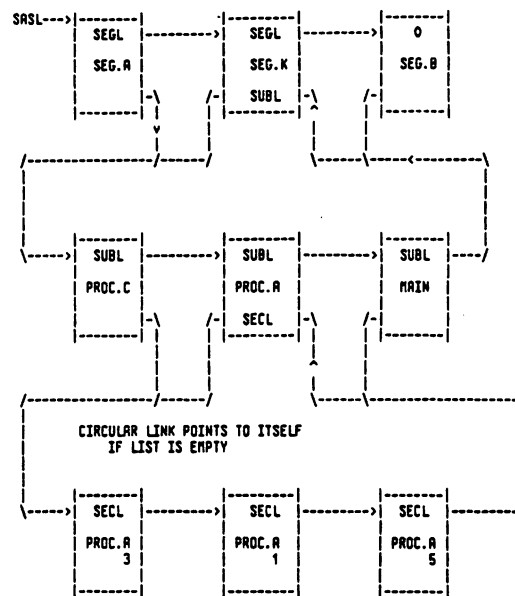 SASL---->
SEGL SEGL 0
SEG.A SEG.K SEG.B
SUBL
SUBL SUBL SUBL
PROC.C PROC.A MAIN
SECL
CIRCULAR LINK POINTS TO ITSELF
IF LIST IS EMPTY
SECL SECL SECL
PROC.A PROC.A PROC.A
3 1 5